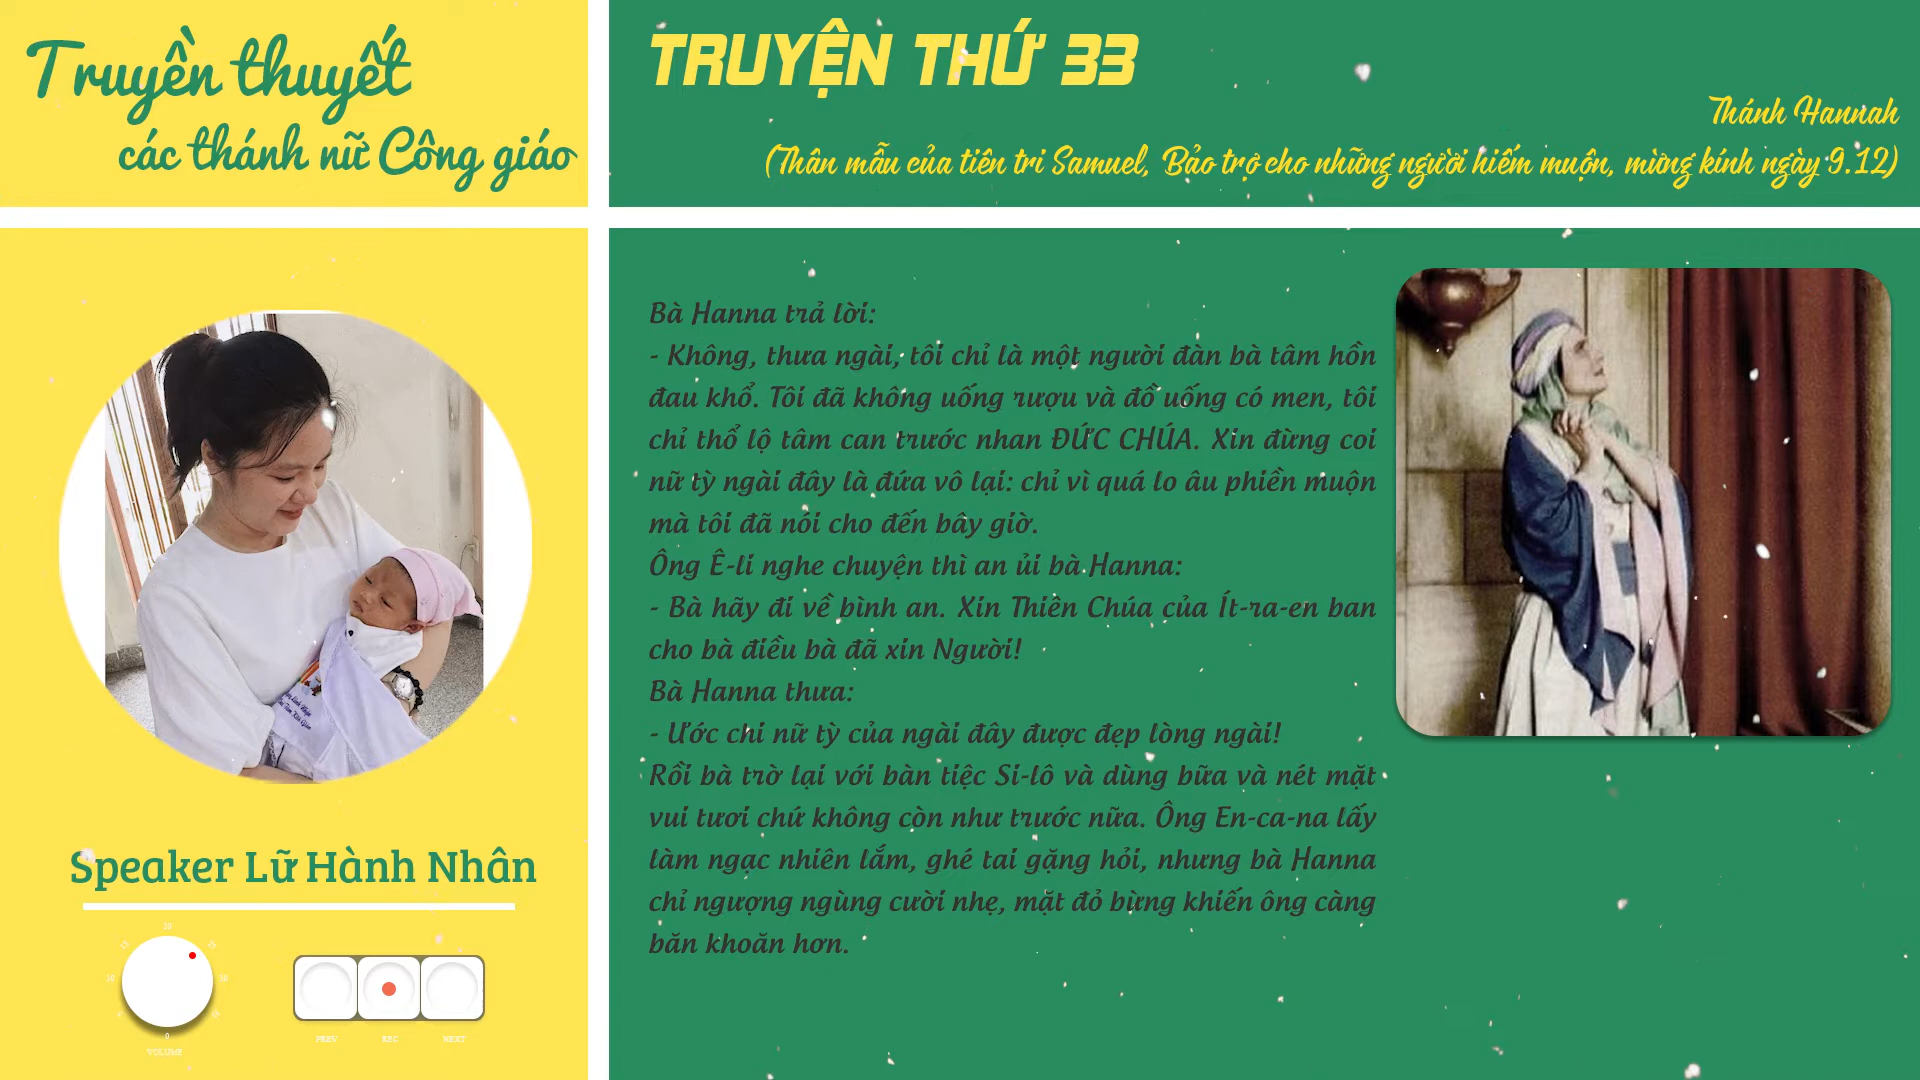 Truyền thuyết
các thánh nữ Công giáo
TRUYỆN THỨ 33
Thánh Hannah
(Thân mẫu của tiên tri Samuel, Bảo trợ cho những người hiếm muộn, mừng kính ngày 9.12)
Bà Hanna trả lời:
- Không, thưa ngài, tôi chỉ là một người đàn bà tâm hồn
đau khổ. Tôi đã không uống rượu và đồ uống có men, tôi
chỉ thổ lộ tâm can trước nhan ĐỨC CHÚA. Xin đừng coi
nữ tỳ ngài đây là đứa vô lại: chỉ vì quá lo âu phiền muộn
mà tôi đã nói cho đến bây giờ.
Ông Ê-li nghe chuyện thì an ủi bà Hanna:
- Bà hãy đi về bình an. Xin Thiên Chúa của Ít-ra-en ban
cho bà điều bà đã xin Người!
Bà Hanna thưa:
- Ước chi nữ tỳ của ngài đây được đẹp lòng ngài!
Rồi bà trở lại với bàn tiệc Si-lô và dùng bữa và nét mặt
vui tươi chứ không còn như trước nữa. Ông En-ca-na lấy
làm ngạc nhiên lắm, ghé tai gặng hỏi, nhưng bà Hanna
chỉ ngượng ngùng cười nhẹ, mặt đỏ bừng khiến ông càng
băn khoăn hơn.
Speaker Lữ Hành Nhân
0
VOLUME
PREV REC NEXT